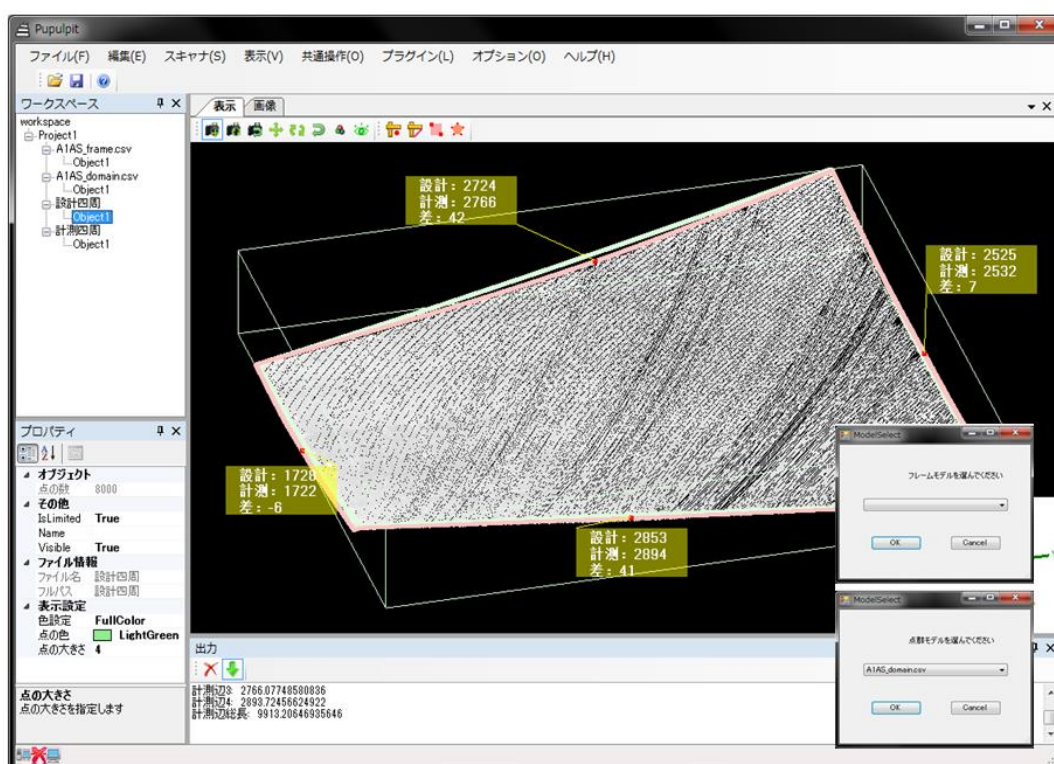 Pupulpit
ファイル(F) 編集(E) スキャナ(S) 表示(V) 共通操作(O) プラグイン(L) オプション(O) ヘルプ(H)
ワークスペース
workspace
Project1
A1AS_frame.csv
Object1
A1AS_domain.csv
Object1
設計四周
Object1
計測四周
Object1
表示 画像
設計: 2724
計測: 2766
差: 42
設計: 2525
計測: 2532
差: 7
設計: 1728
計測: 1722
差: -6
設計: 2853
計測: 2894
差: 41
プロパティ
オブジェクト
点の数 8000
その他
IsLimited True
Name
Visible True
ファイル情報
ファイル名 設計四周
フルパス 設計四周
表示設定
色設定 FullColor
点の色 LightGreen
点の大きさ 4
点の大きさ
点の大きさを指定します
出力
計測辺3: 2766.07748580836
計測辺4: 2893.72456624922
計測辺総長: 9913.20646935646
ModelSelect
フレームモデルを選んでください
OK Cancel
ModelSelect
点群モデルを選んでください
A1AS_domain.csv
OK Cancel